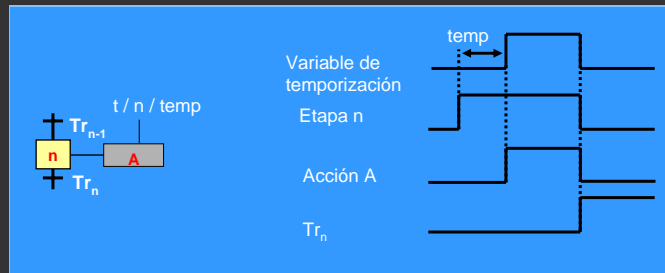 t / n / temp
Tr n-1
n
A
Tr n
temp
Variable de
temporización
Etapa n
Acción A
Tr n